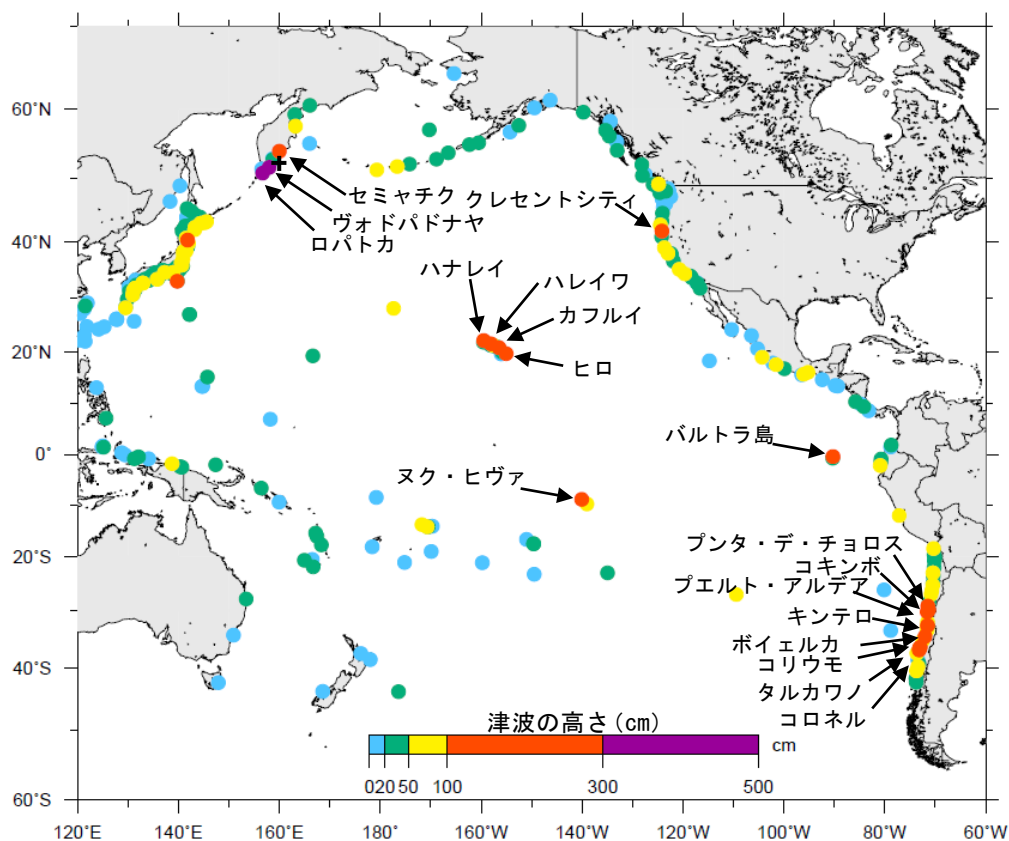 60˚N
40˚N
20˚N
0˚
20˚S
40˚S
60˚S
セミャチク
クレセントシティ
ヴォドパドナヤ
ロパトカ
ハナレイ
ハレイワ
カフルイ
ヒロ
バルトラ島
ヌク・ヒヴァ
プンタ・デ・チョロス
コキンボ
プエルト・アルデア
キンテロ
ボイェルカ
コリウモ
タルカワノ
コロネル
津波の高さ(cm)
cm
0 20 50 100 300 500
120˚E 140˚E 160˚E 180˚ 160˚W 140˚W 120˚W 100˚W 80˚W 60˚W